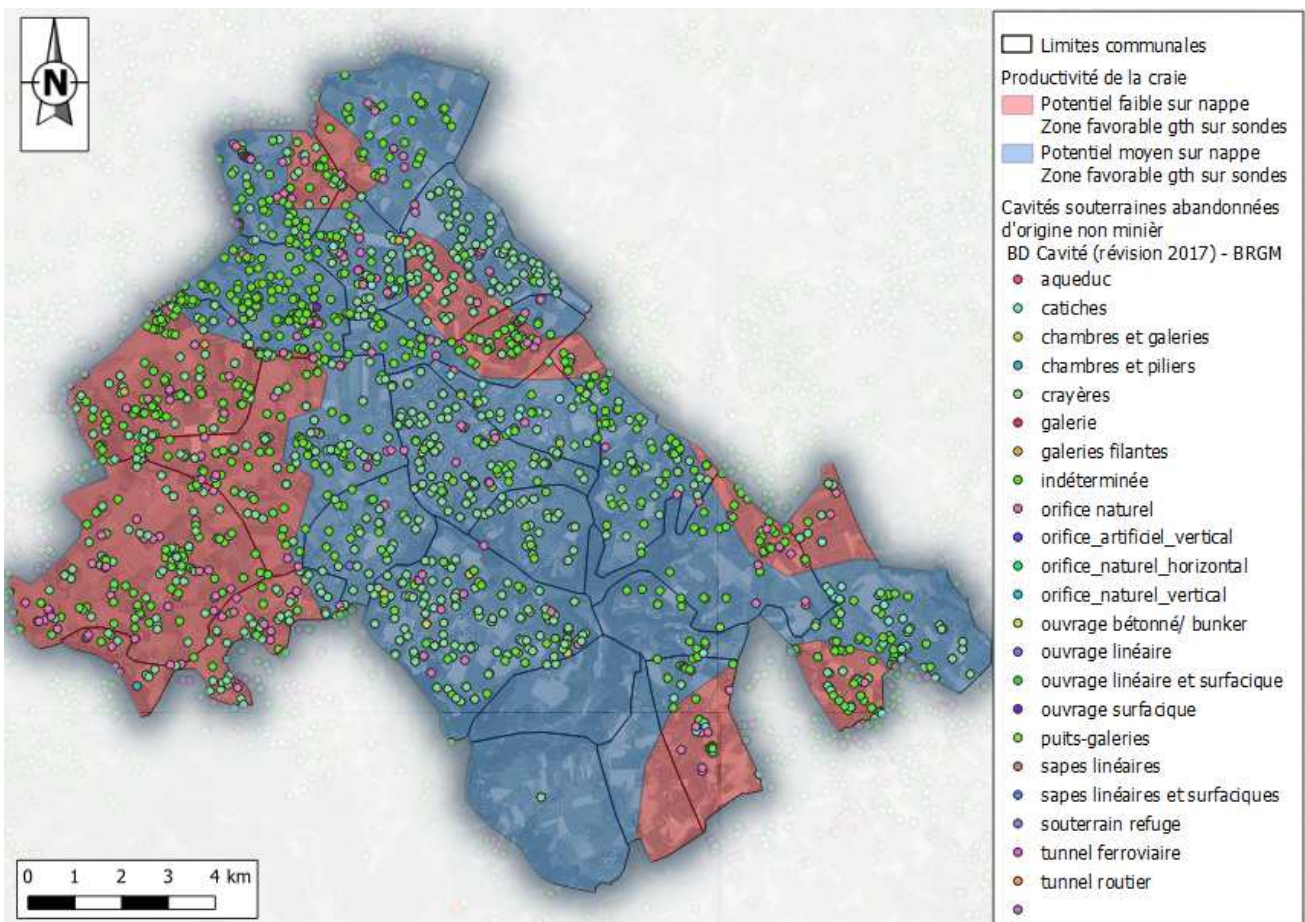 N
Limites communales
Productivité de la craie
Potentiel faible sur nappe
Zone favorable gth sur sondes
Potentiel moyen sur nappe
Zone favorable gth sur sondes
Cavités souterraines abandonnées
d'origine non minièr
BD Cavité (révision 2017) - BRGM
aqueduc
catiches
chambres et galeries
chambres et piliers
crayères
galerie
galeries filantes
indéterminée
orifice naturel
orifice_artificiel_vertical
orifice_naturel_horizontal
orifice_naturel_vertical
ouvrage bétonné/ bunker
ouvrage linéaire
ouvrage linéaire et surfacique
ouvrage surfacique
puits-galeries
sapes linéaires
sapes linéaires et surfaciques
souterrain refuge
tunnel ferroviaire
tunnel routier
0 1 2 3 4 km